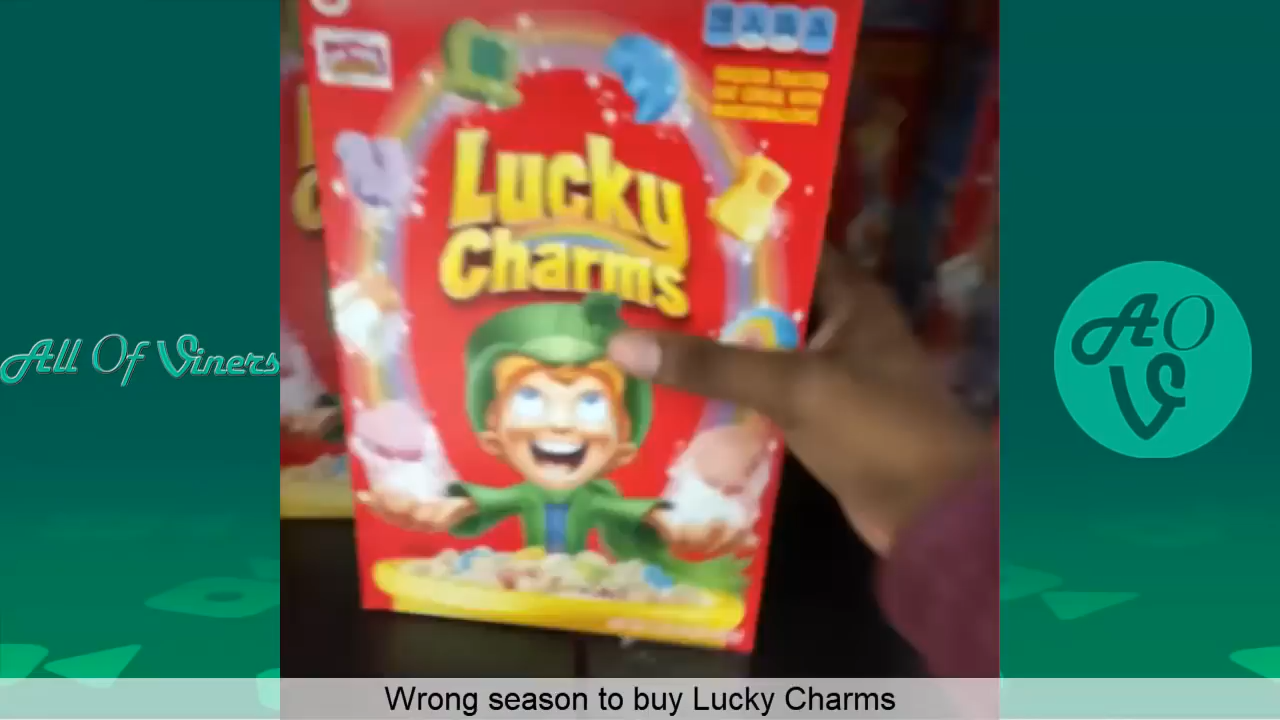 Lucky
Charms
All Of Viners
AO
V
Wrong season to buy Lucky Charms